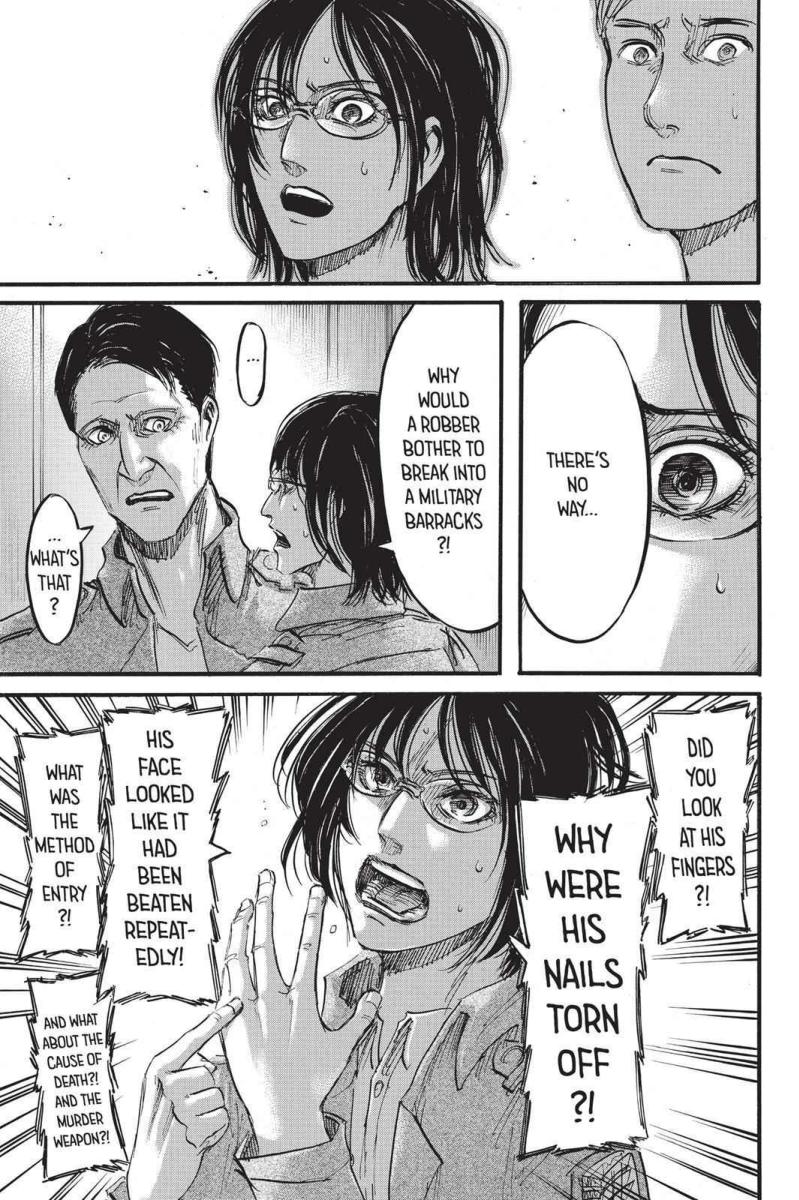 THERE'S
NO
WAY...
WHY
WOULD
A ROBBER
BOTHER TO
BREAK INTO
A MILITARY
BARRACKS
?!
...
...
WHAT'S
THAT
?
DID
YOU
LOOK
AT HIS
FINGERS
?!
WHY
WERE
HIS
NAILS
TORN
OFF
?!
HIS
FACE
LOOKED
LIKE IT
HAD
BEEN
BEATEN
REPEAT-
EDLY!
WHAT
WAS
THE
METHOD
OF
ENTRY
?!
AND WHAT
ABOUT THE
CAUSE OF
DEATH?!
AND THE
MURDER
WEAPON?!